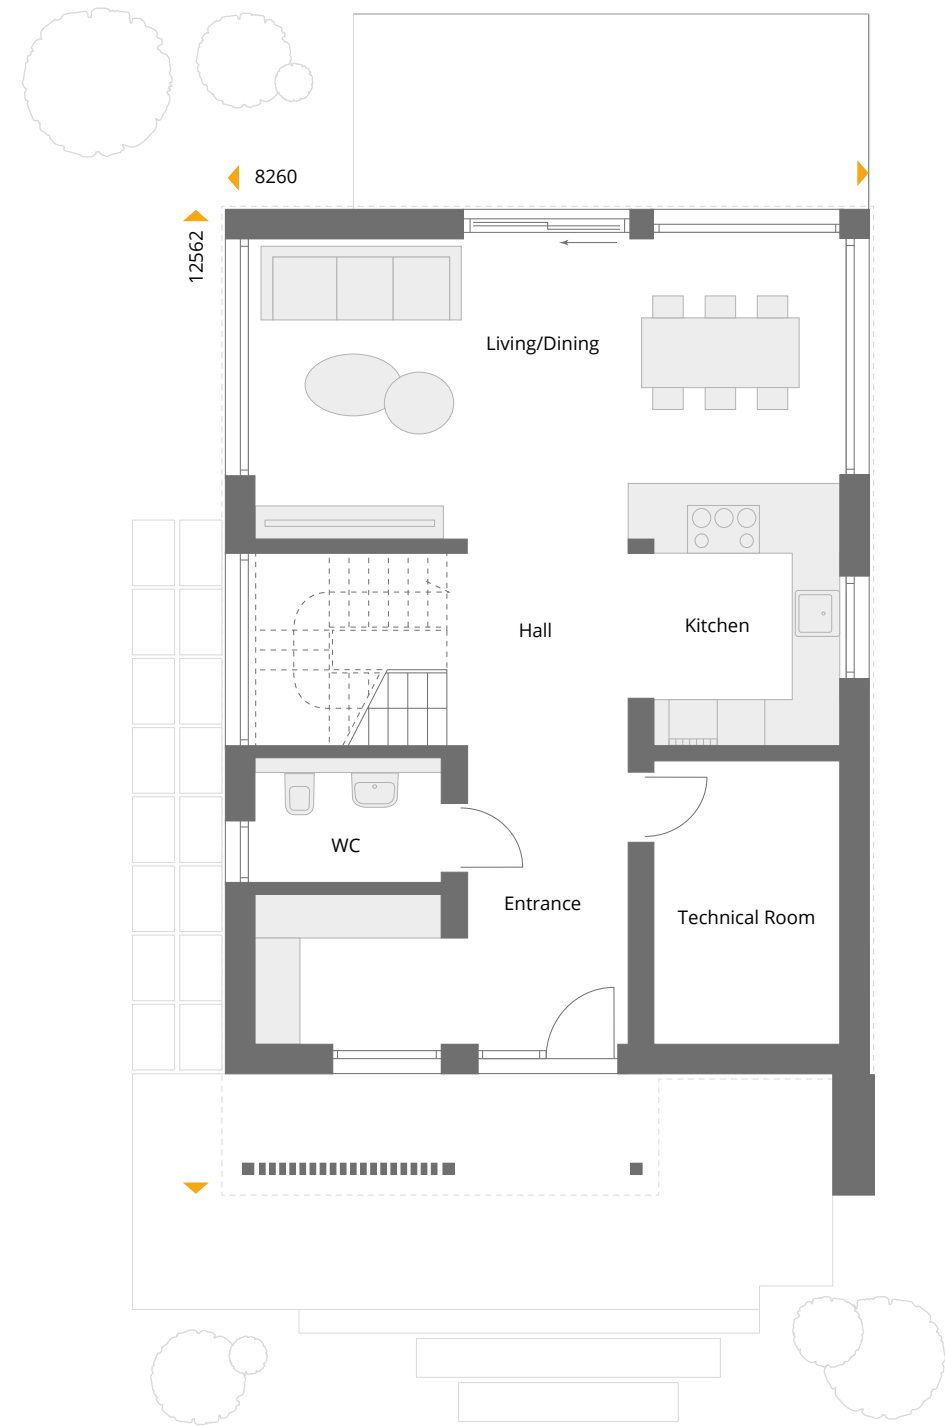 8260
12562
Living/Dining
Hall
Kitchen
WC
Entrance
Technical Room